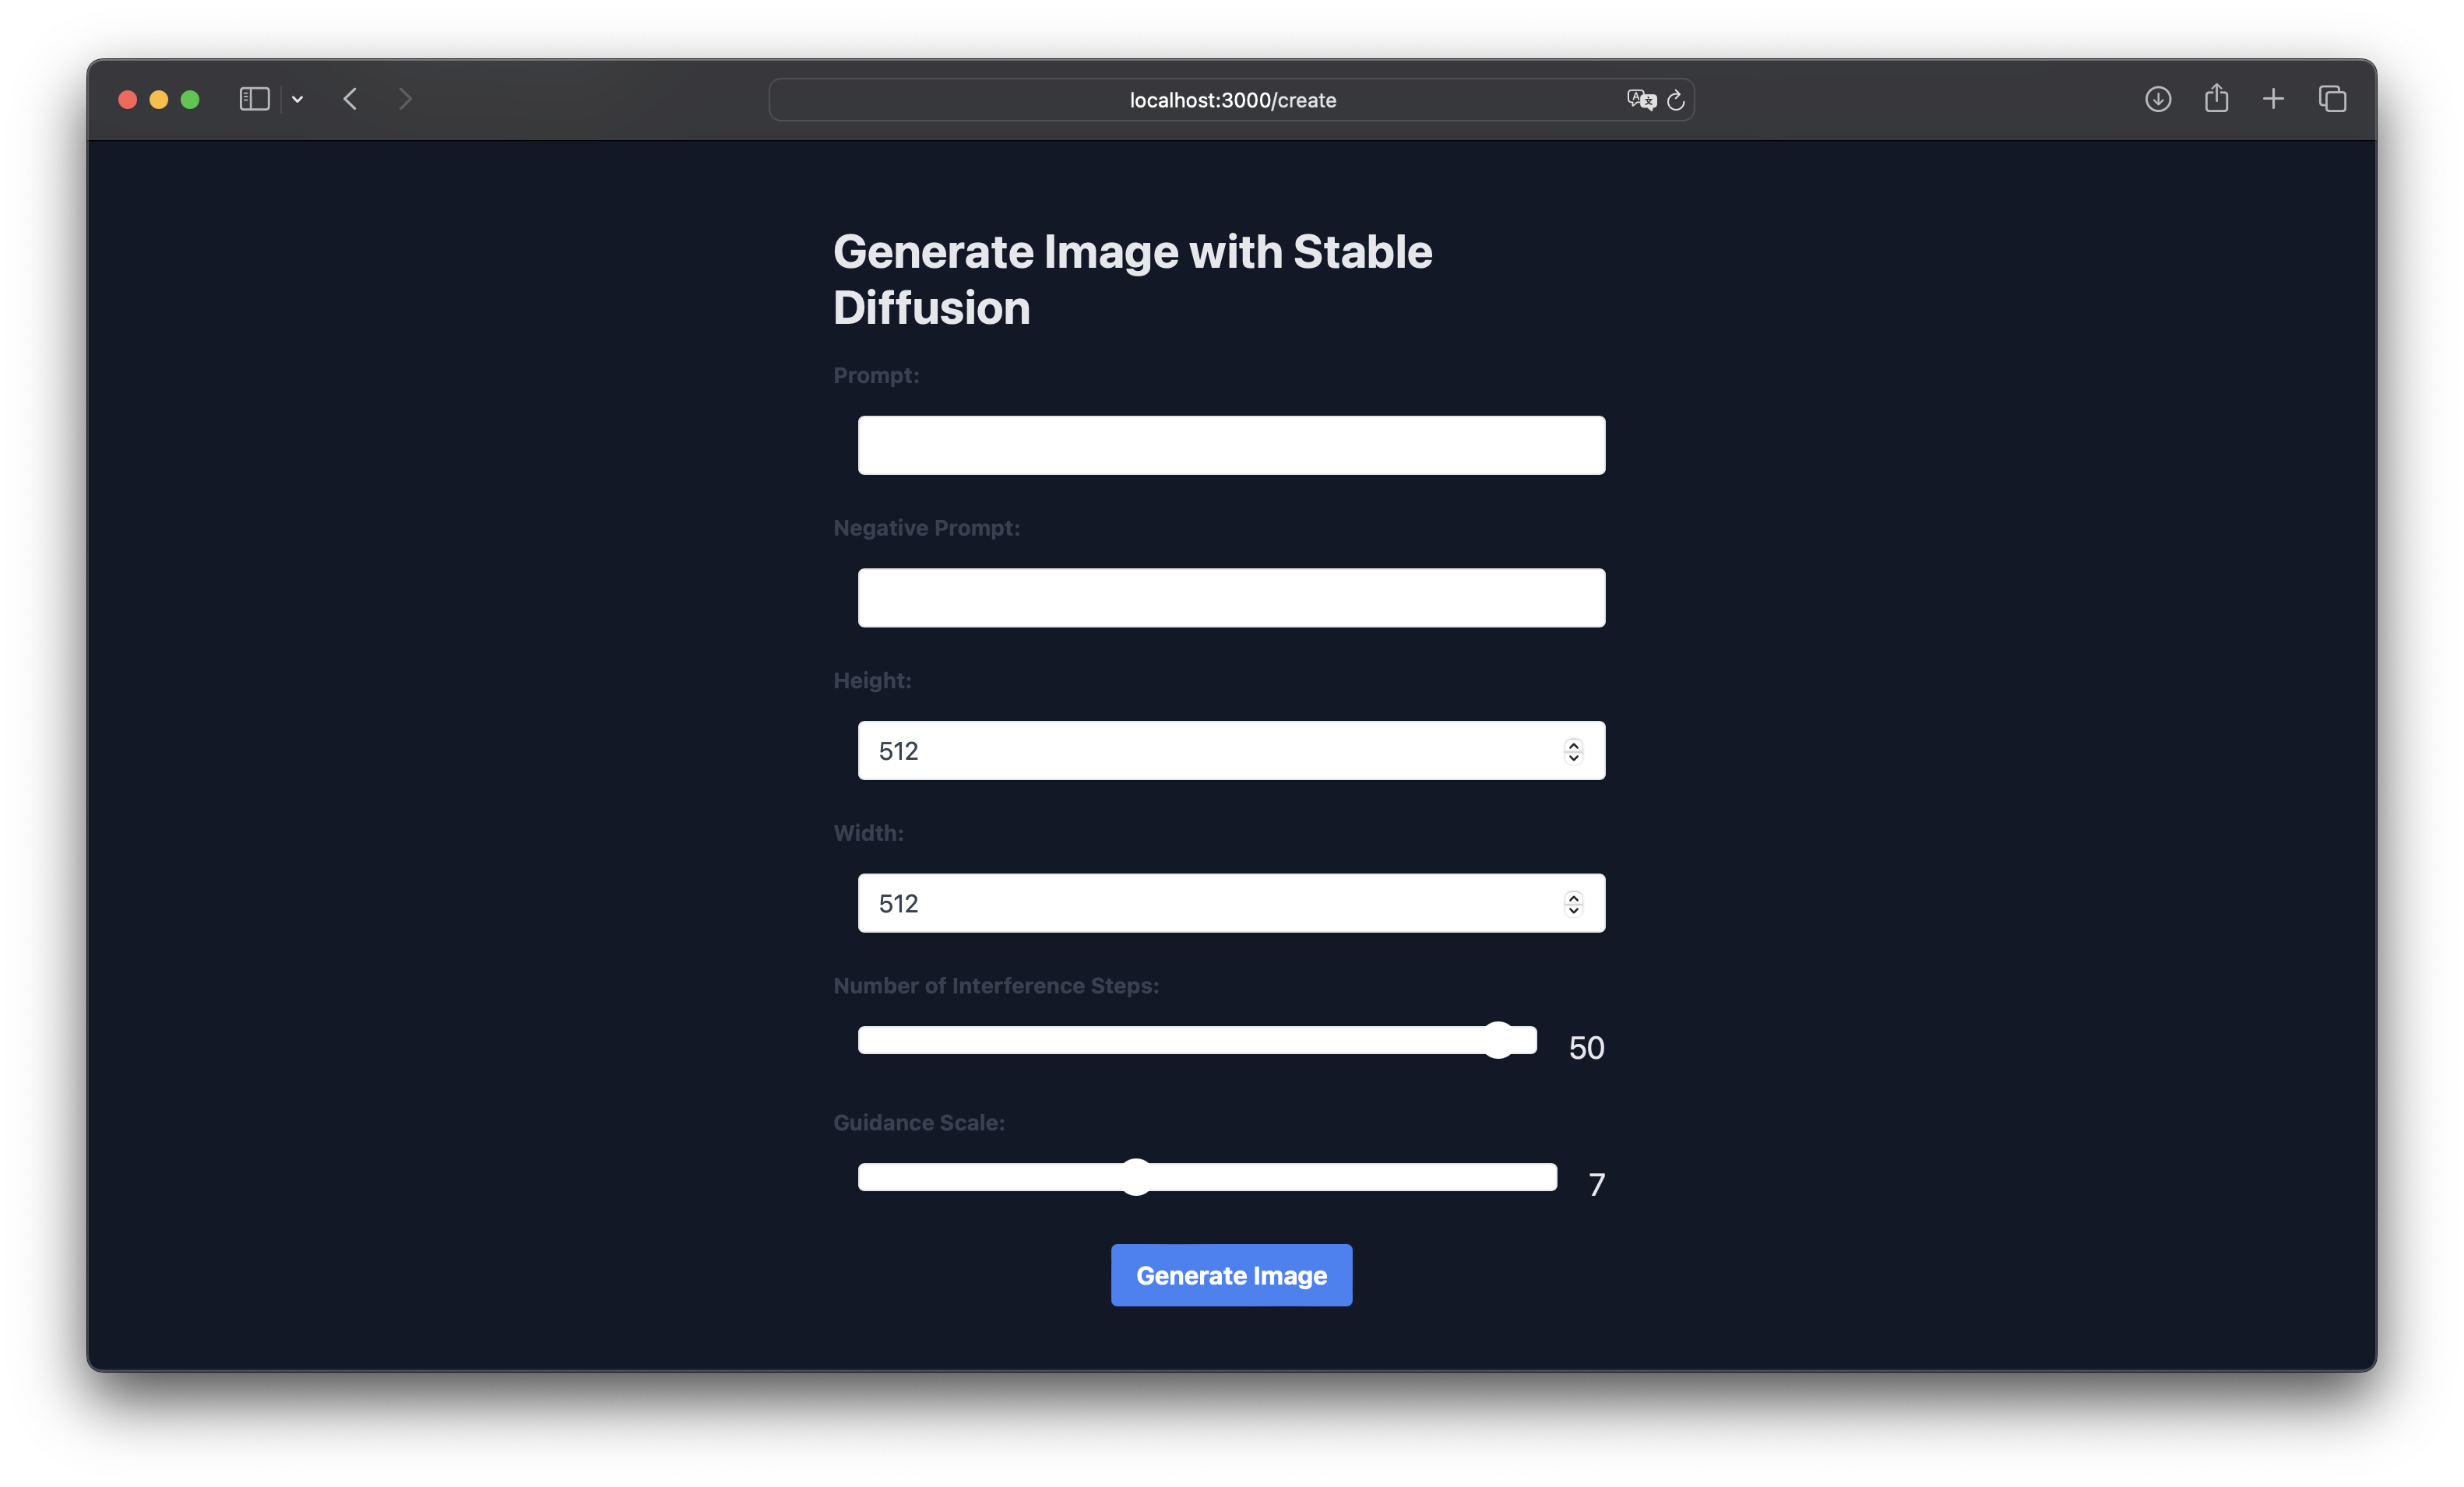 localhost:3000/create
Generate Image with Stable
Diffusion
Prompt:
Negative Prompt:
Height:
512
Width:
512
Number of Interference Steps:
50
Guidance Scale:
7
Generate Image